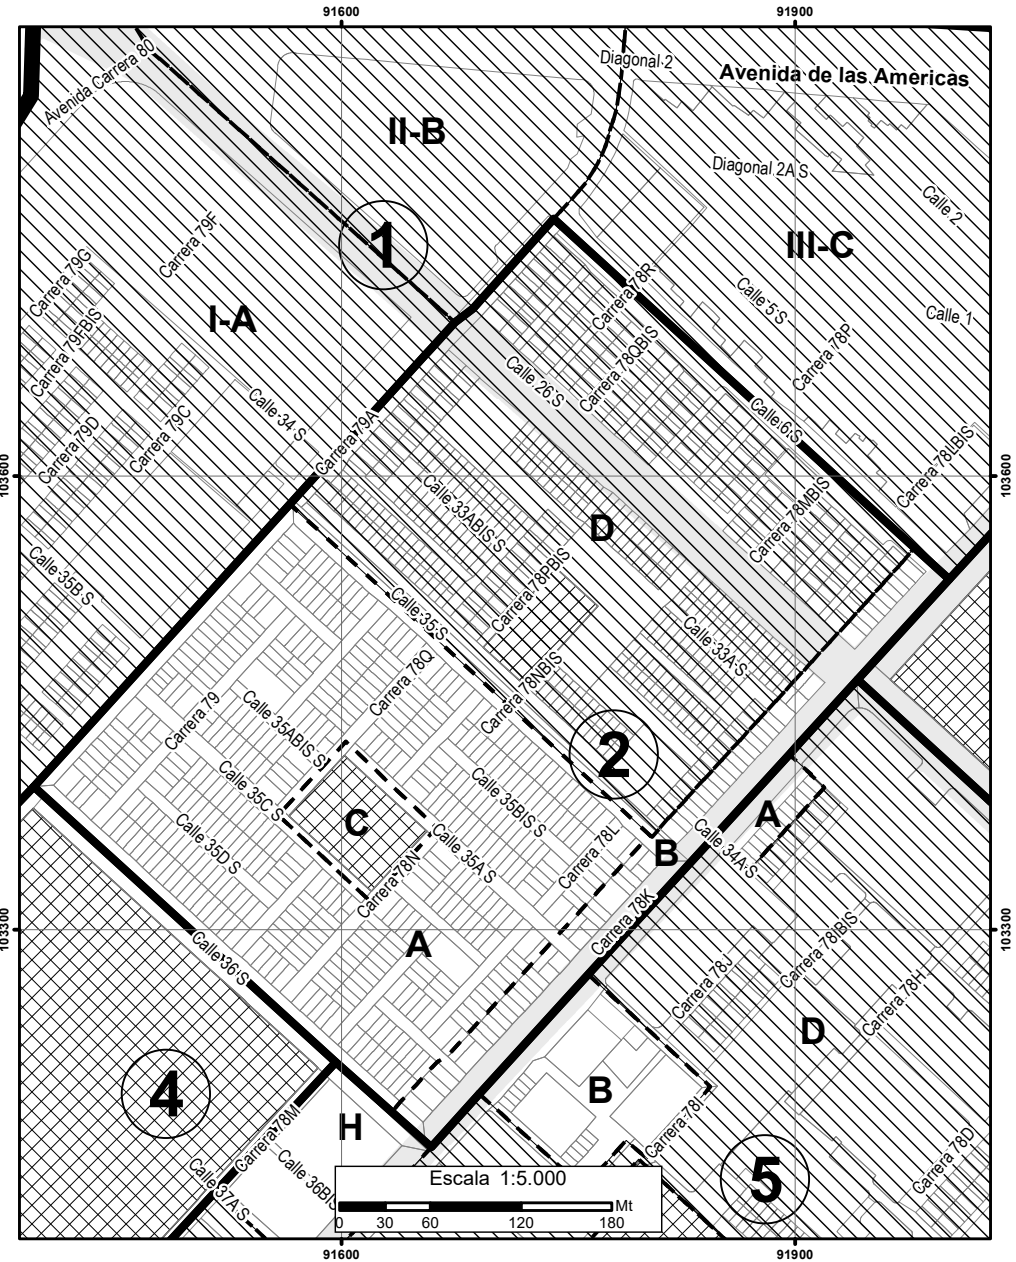 91600
91900
Avenida Carrera 80
Diagonal 2
Avenida de las Americas
II-B
Diagonal 2A S
Calle 2
1
III-C
Carrera 79F
Carrera 79G
Carrera 78R
Calle 5 S
Calle 1
I-A
Carrera 79FBIS
Carrera 78QBIS
Carrera 78P
Calle 26 S
Calle 34 S
Carrera 79A
Calle 6 S
Carrera 79D
Carrera 79C
Carrera 78LBIS
103600
103600
Calle 33ABIS S
D
Carrera 78MBIS
Calle 35B S
Carrera 78PBIS
Calle 35 S
Calle 33A S
Carrera 78Q
Carrera 78NBIS
Carrera 79
Calle 35ABIS S
2
Calle 35C S
Calle 35BIS S
A
C
Calle 35D S
Calle 35A S
Carrera 78L
B
Calle 34A S
Carrera 78N
Carrera 78K
103300
103300
A
Calle 36 S
Carrera 78J
Carrera 78IBIS
Carrera 78H
D
4
B
H
Carrera 78M
Carrera 78I
Calle 37A S
Calle 36BIS
Carrera 78D
5
Escala 1:5.000
Mt
0 30 60 120 180
91600
91900